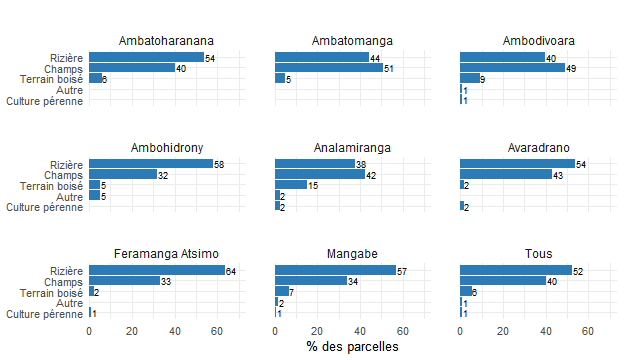 Ambatoharanana Ambatomanga Ambodivoara
Rizière 54 44 40
Champs 40 51 49
Terrain boisé 6 5 9
Autre 1
Culture pérenne 1
Ambohidrony Analamiranga Avaradrano
Rizière 58 38 54
Champs 32 42 43
Terrain boisé 5 15 2
Autre 5 2
Culture pérenne 2 2
Feramanga Atsimo Mangabe Tous
Rizière 64 57 52
Champs 33 34 40
Terrain boisé 2 7 6
Autre 2 1
Culture pérenne 1 1 1
0 20 40 60 0 20 40 60 0 20 40 60
% des parcelles